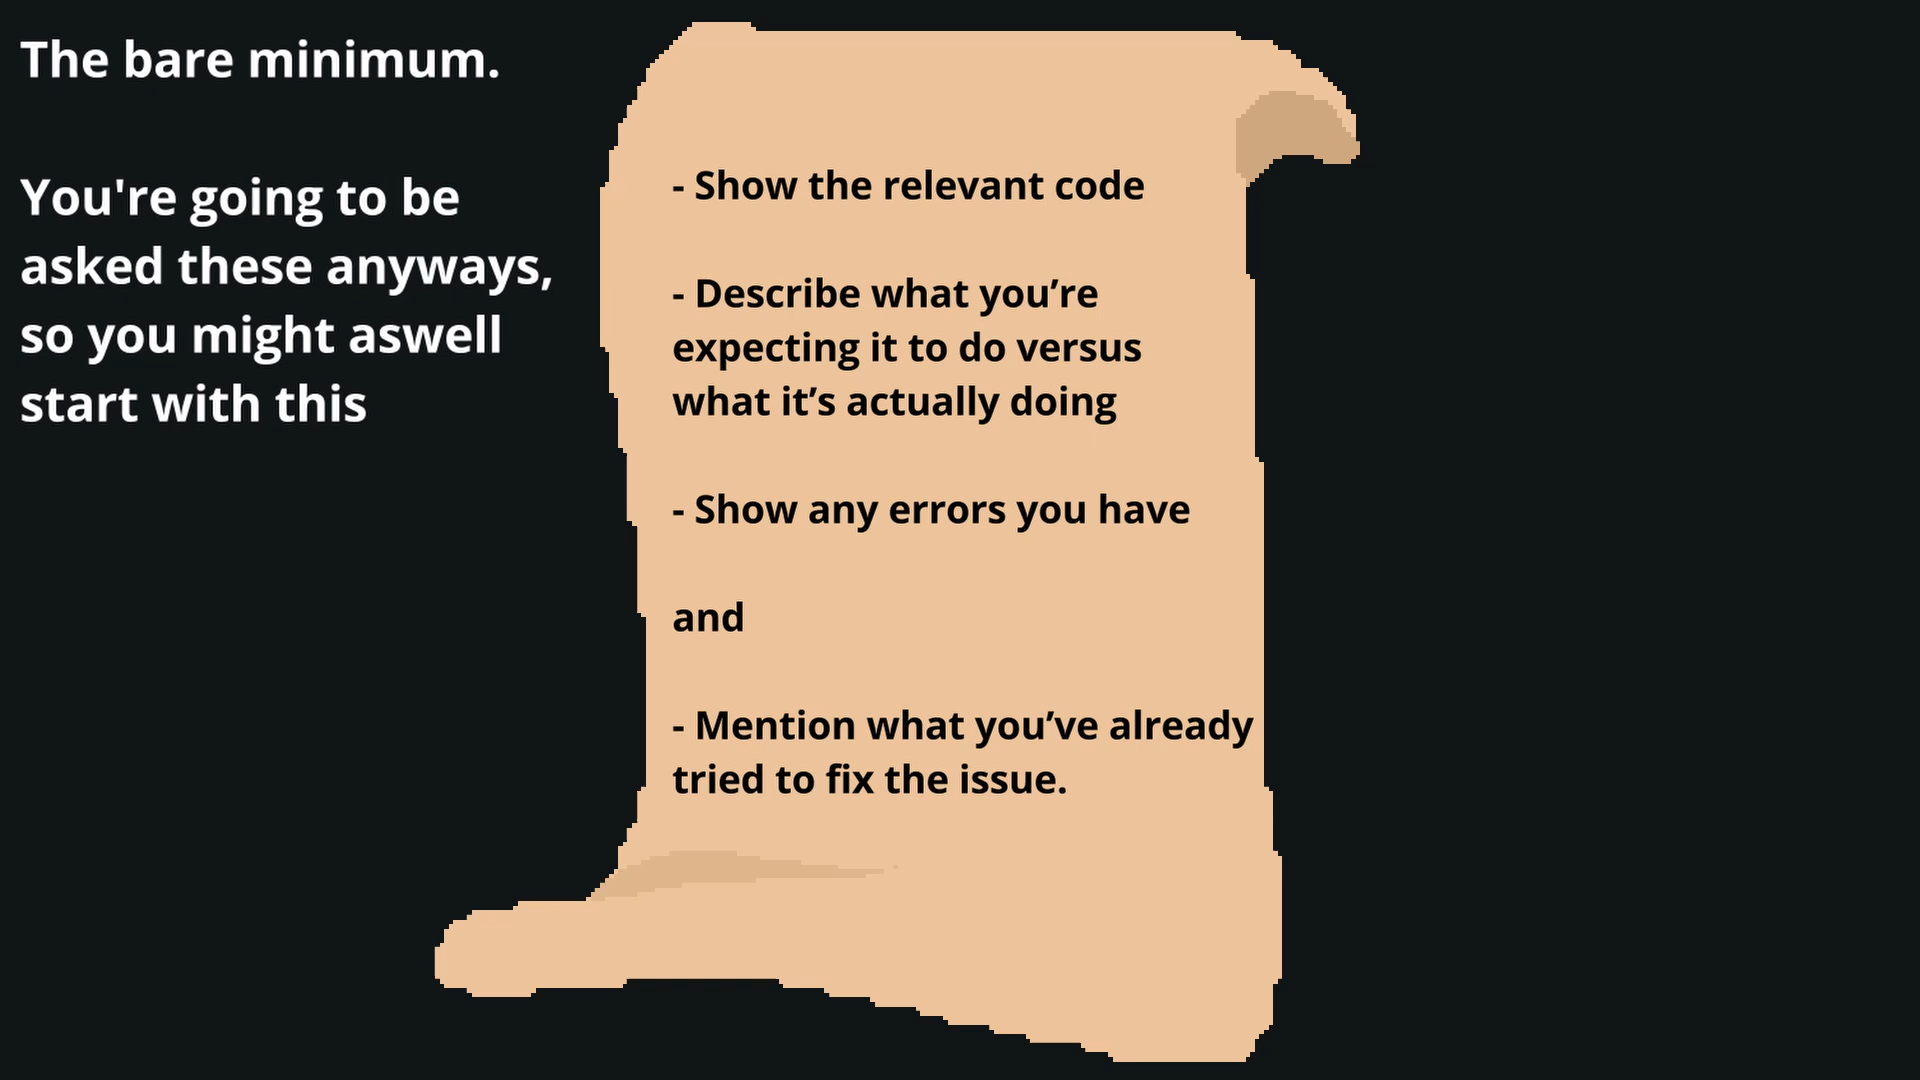 The bare minimum.
You're going to be
asked these anyways,
so you might aswell
start with this
- Show the relevant code
- Describe what you’re
expecting it to do versus
what it’s actually doing
- Show any errors you have
and
- Mention what you’ve already
tried to fix the issue.